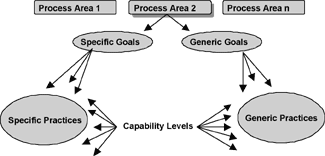 Process Area 1
Process Area 2
Process Area n
Specific Goals
Generic Goals
Specific Practices
Capability Levels
Generic Practices